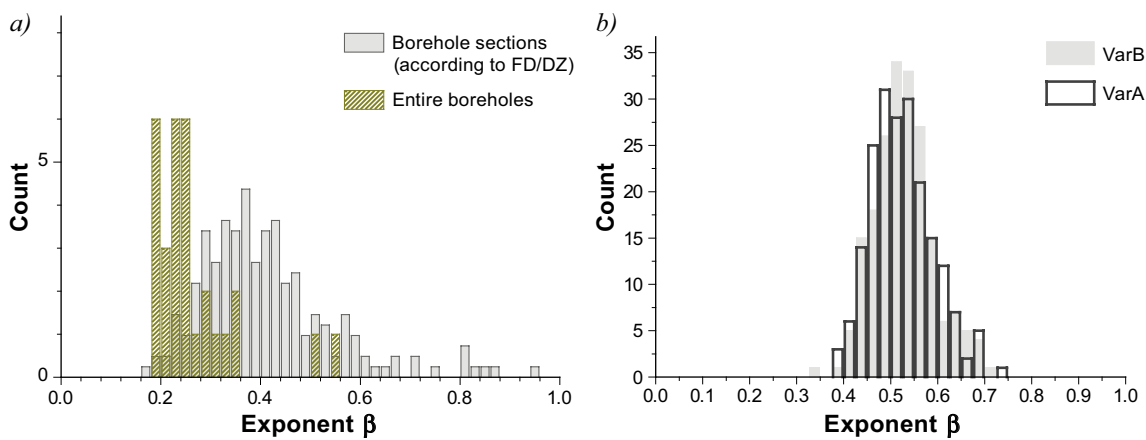 a)
Borehole sections
(according to FD/DZ)
Entire boreholes
Count
5
0
0.0 0.2 0.4 0.6 0.8 1.0
Exponent β
b)
VarB
VarA
Count
35
30
25
20
15
10
5
0
0.0 0.1 0.2 0.3 0.4 0.5 0.6 0.7 0.8 0.9 1.0
Exponent β